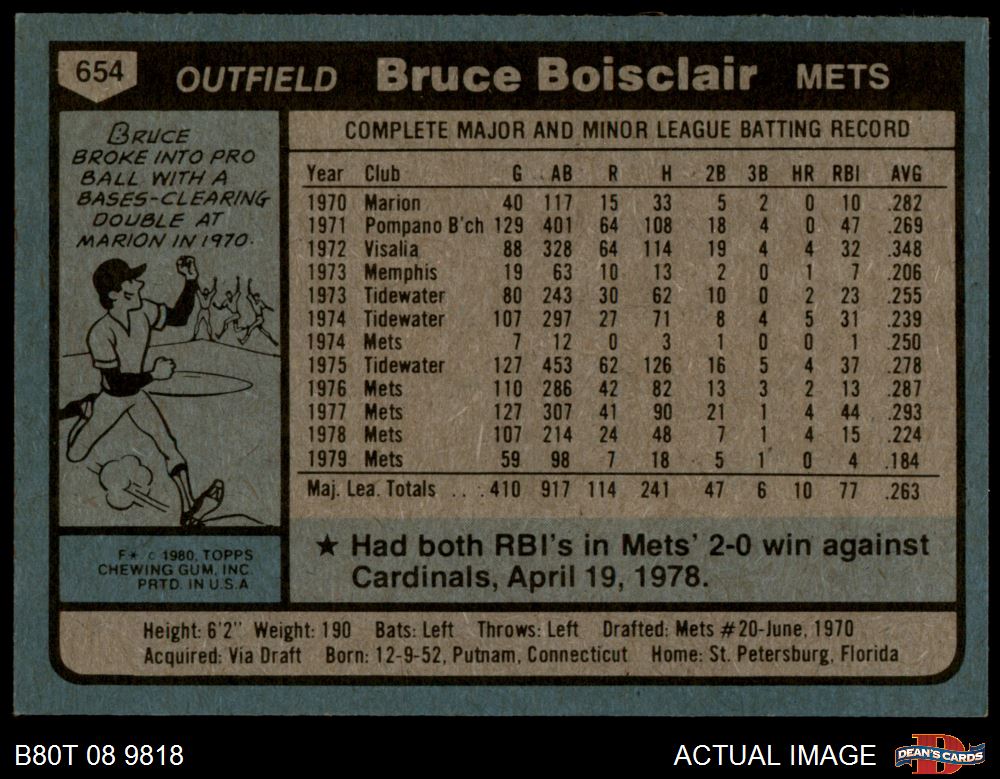 654 OUTFIELD Bruce Boisclair METS
BRUCE
BROKE INTO PRO
BALL WITH A
BASES-CLEARING
DOUBLE AT
MARION IN 1970.
COMPLETE MAJOR AND MINOR LEAGUE BATTING RECORD
Year Club G AB R H 2B 3B HR RBI AVG
1970 Marion 40 117 15 33 5 2 0 10 .282
1971 Pompano B'ch 129 401 64 108 18 4 0 47 .269
1972 Visalia 88 328 64 114 19 4 4 32 .348
1973 Memphis 19 63 10 13 2 0 1 7 .206
1973 Tidewater 80 243 30 62 10 0 2 23 .255
1974 Tidewater 107 297 27 71 8 4 5 31 .239
1974 Mets 7 12 0 3 1 0 0 1 .250
1975 Tidewater 127 453 62 126 16 5 4 37 .278
1976 Mets 110 286 42 82 13 3 2 13 .287
1977 Mets 127 307 41 90 21 1 4 44 .293
1978 Mets 107 214 24 48 7 1 4 15 .224
1979 Mets 59 98 7 18 5 1 0 4 .184
Maj. Lea. Totals . . . 410 917 114 241 47 6 10 77 .263
★ Had both RBI's in Mets' 2-0 win against
Cardinals, April 19, 1978.
F* © 1980, TOPPS
CHEWING GUM, INC.
PRTD. IN U.S.A
Height: 6'2" Weight: 190 Bats: Left Throws: Left Drafted: Mets #20-June, 1970
Acquired: Via Draft Born: 12-9-52, Putnam, Connecticut Home: St. Petersburg, Florida
B80T 08 9818
ACTUAL IMAGE
DEAN'S CARDS